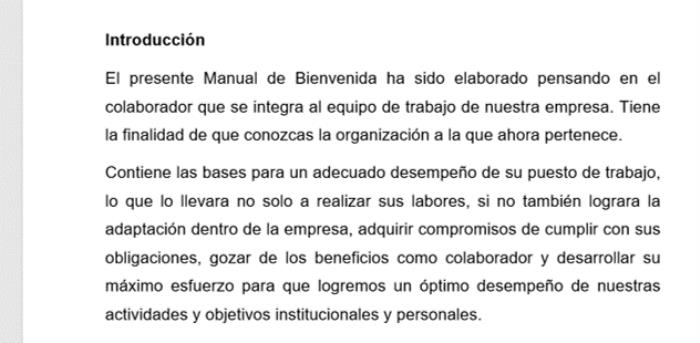 Introducción
El presente Manual de Bienvenida ha sido elaborado pensando en el
colaborador que se integra al equipo de trabajo de nuestra empresa. Tiene
la finalidad de que conozcas la organización a la que ahora pertenece.
Contiene las bases para un adecuado desempeño de su puesto de trabajo,
lo que lo llevara no solo a realizar sus labores, si no también lograra la
adaptación dentro de la empresa, adquirir compromisos de cumplir con sus
obligaciones, gozar de los beneficios como colaborador y desarrollar su
máximo esfuerzo para que logremos un óptimo desempeño de nuestras
actividades y objetivos institucionales y personales.